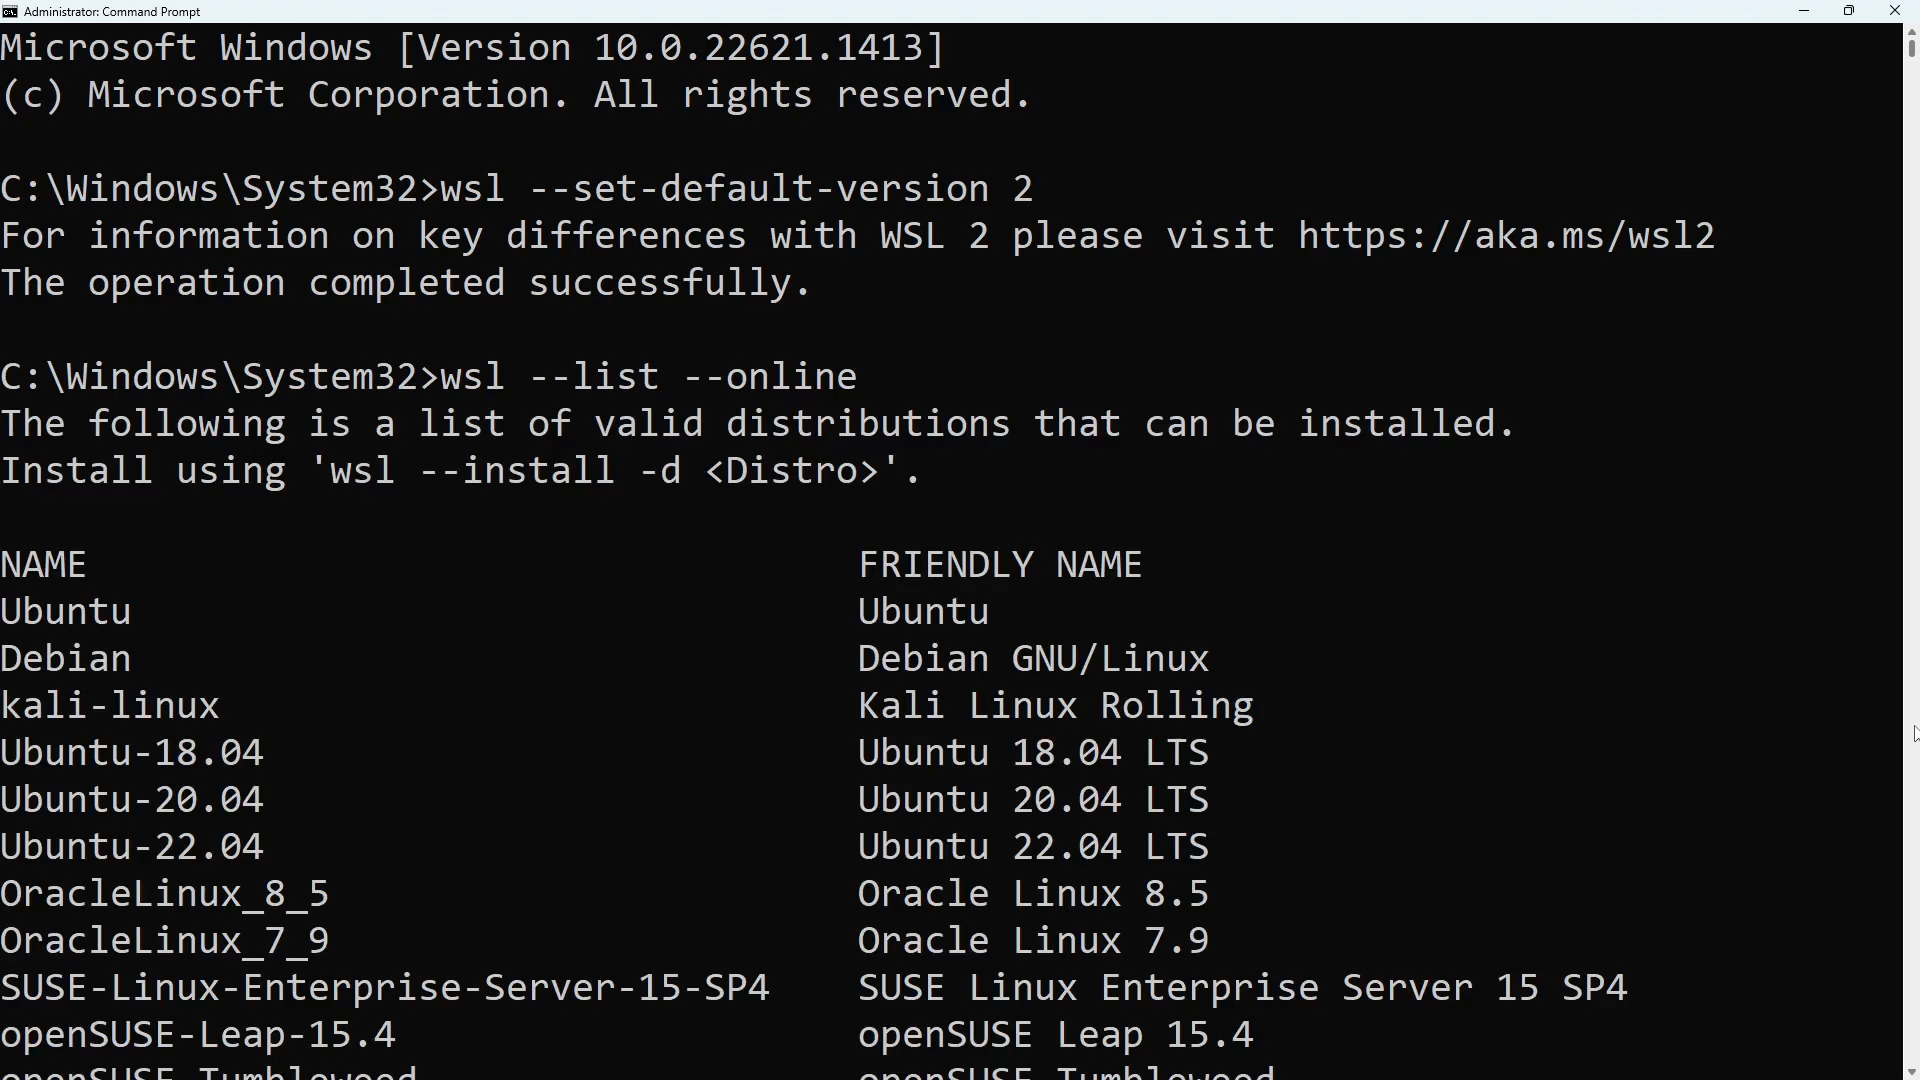 Administrator: Command Prompt
Microsoft Windows [Version 10.0.22621.1413]
(c) Microsoft Corporation. All rights reserved.
C:\Windows\System32>wsl --set-default-version 2
For information on key differences with WSL 2 please visit https://aka.ms/wsl2
The operation completed successfully.
C:\Windows\System32>wsl --list --online
The following is a list of valid distributions that can be installed.
Install using 'wsl --install -d <Distro>'.
NAME FRIENDLY NAME
Ubuntu Ubuntu
Debian Debian GNU/Linux
kali-linux Kali Linux Rolling
Ubuntu-18.04 Ubuntu 18.04 LTS
Ubuntu-20.04 Ubuntu 20.04 LTS
Ubuntu-22.04 Ubuntu 22.04 LTS
OracleLinux_8_5 Oracle Linux 8.5
OracleLinux_7_9 Oracle Linux 7.9
SUSE-Linux-Enterprise-Server-15-SP4 SUSE Linux Enterprise Server 15 SP4
openSUSE-Leap-15.4 openSUSE Leap 15.4
openSUSE-Tumbleweed openSUSE Tumbleweed